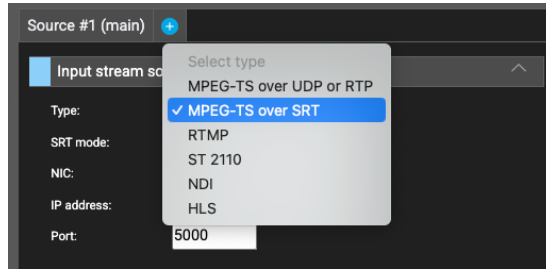 Source #1 (main) +
Input stream so
Select type
MPEG-TS over UDP or RTP
Type:
✓ MPEG-TS over SRT
SRT mode:
RTMP
ST 2110
NIC:
NDI
IP address:
HLS
Port:
5000